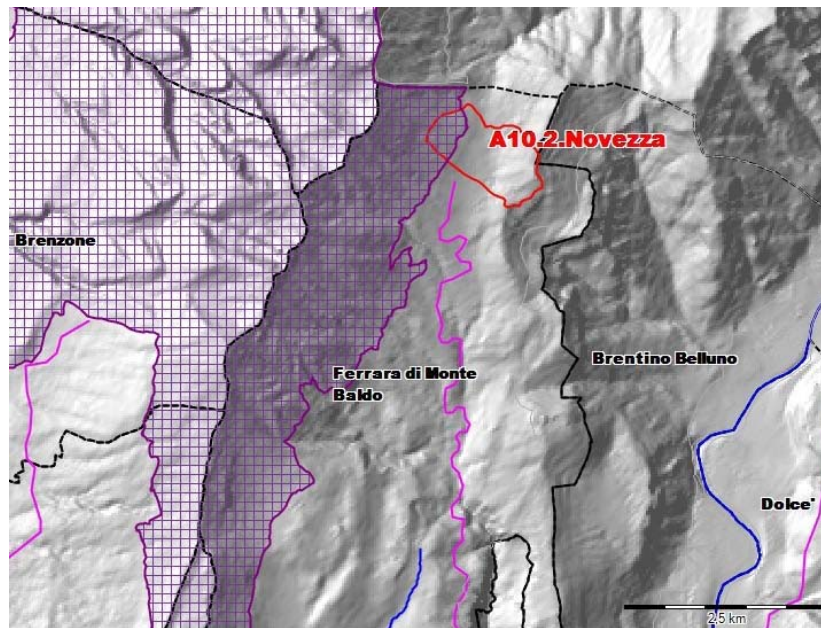 A10.2.Novezza
Brenzone
Brentino Belluno
Ferrara di Monte
Baldo
Dolce'
2,5 km